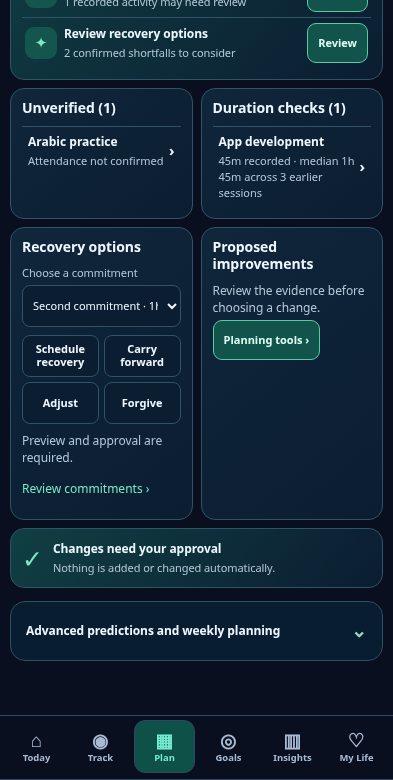 1 recorded activity may need review
Review recovery options
2 confirmed shortfalls to consider
Review
Unverified (1)
Arabic practice
Attendance not confirmed
Duration checks (1)
App development
45m recorded · median 1h
45m across 3 earlier
sessions
Recovery options
Choose a commitment
Second commitment · 1h
Schedule
recovery
Carry
forward
Adjust
Forgive
Preview and approval are
required.
Review commitments ›
Proposed
improvements
Review the evidence before
choosing a change.
Planning tools ›
Changes need your approval
Nothing is added or changed automatically.
Advanced predictions and weekly planning
Today
Track
Plan
Goals
Insights
My Life